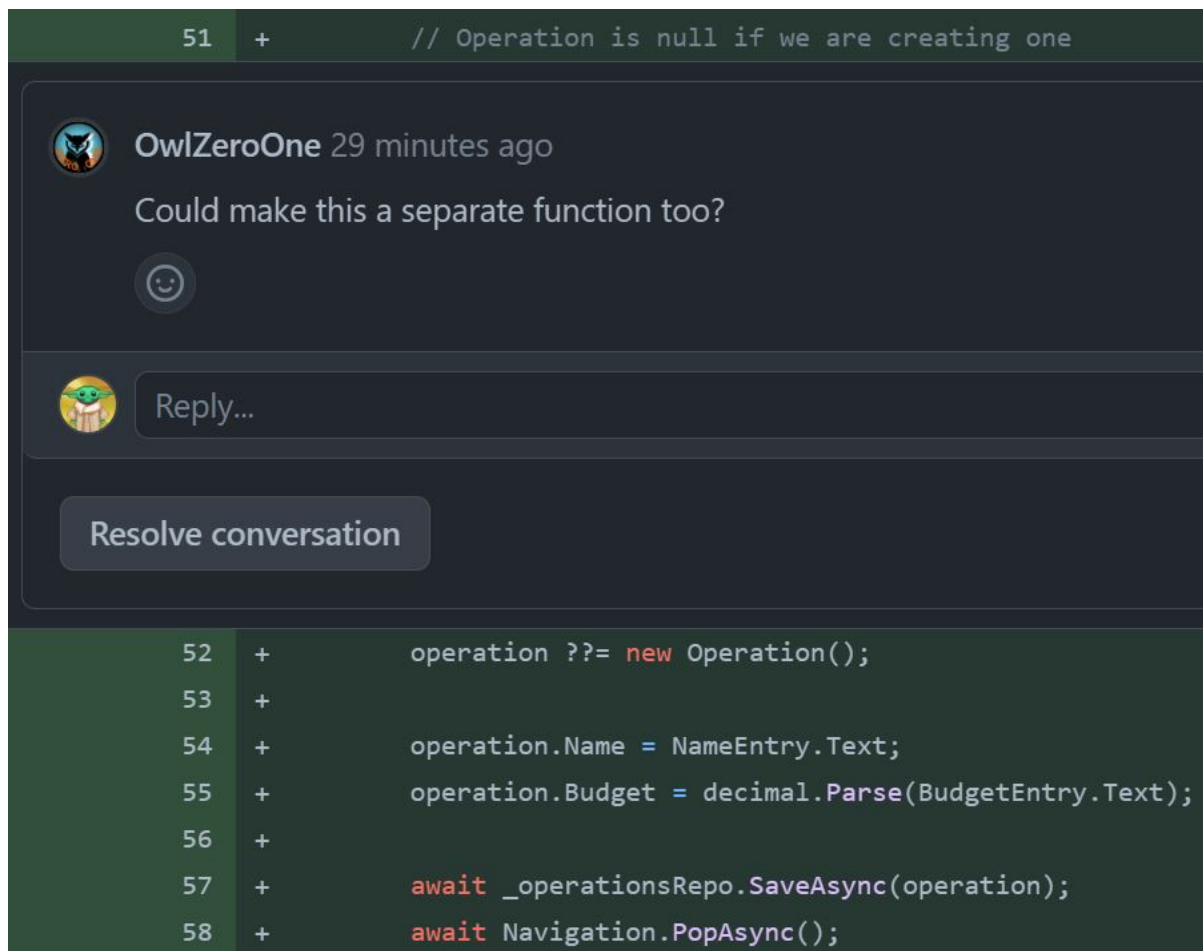 51 + // Operation is null if we are creating one
OwlZeroOne 29 minutes ago
Could make this a separate function too?
Reply...
Resolve conversation
52 + operation ??= new Operation();
53 +
54 + operation.Name = NameEntry.Text;
55 + operation.Budget = decimal.Parse(BudgetEntry.Text);
56 +
57 + await _operationsRepo.SaveAsync(operation);
58 + await Navigation.PopAsync();